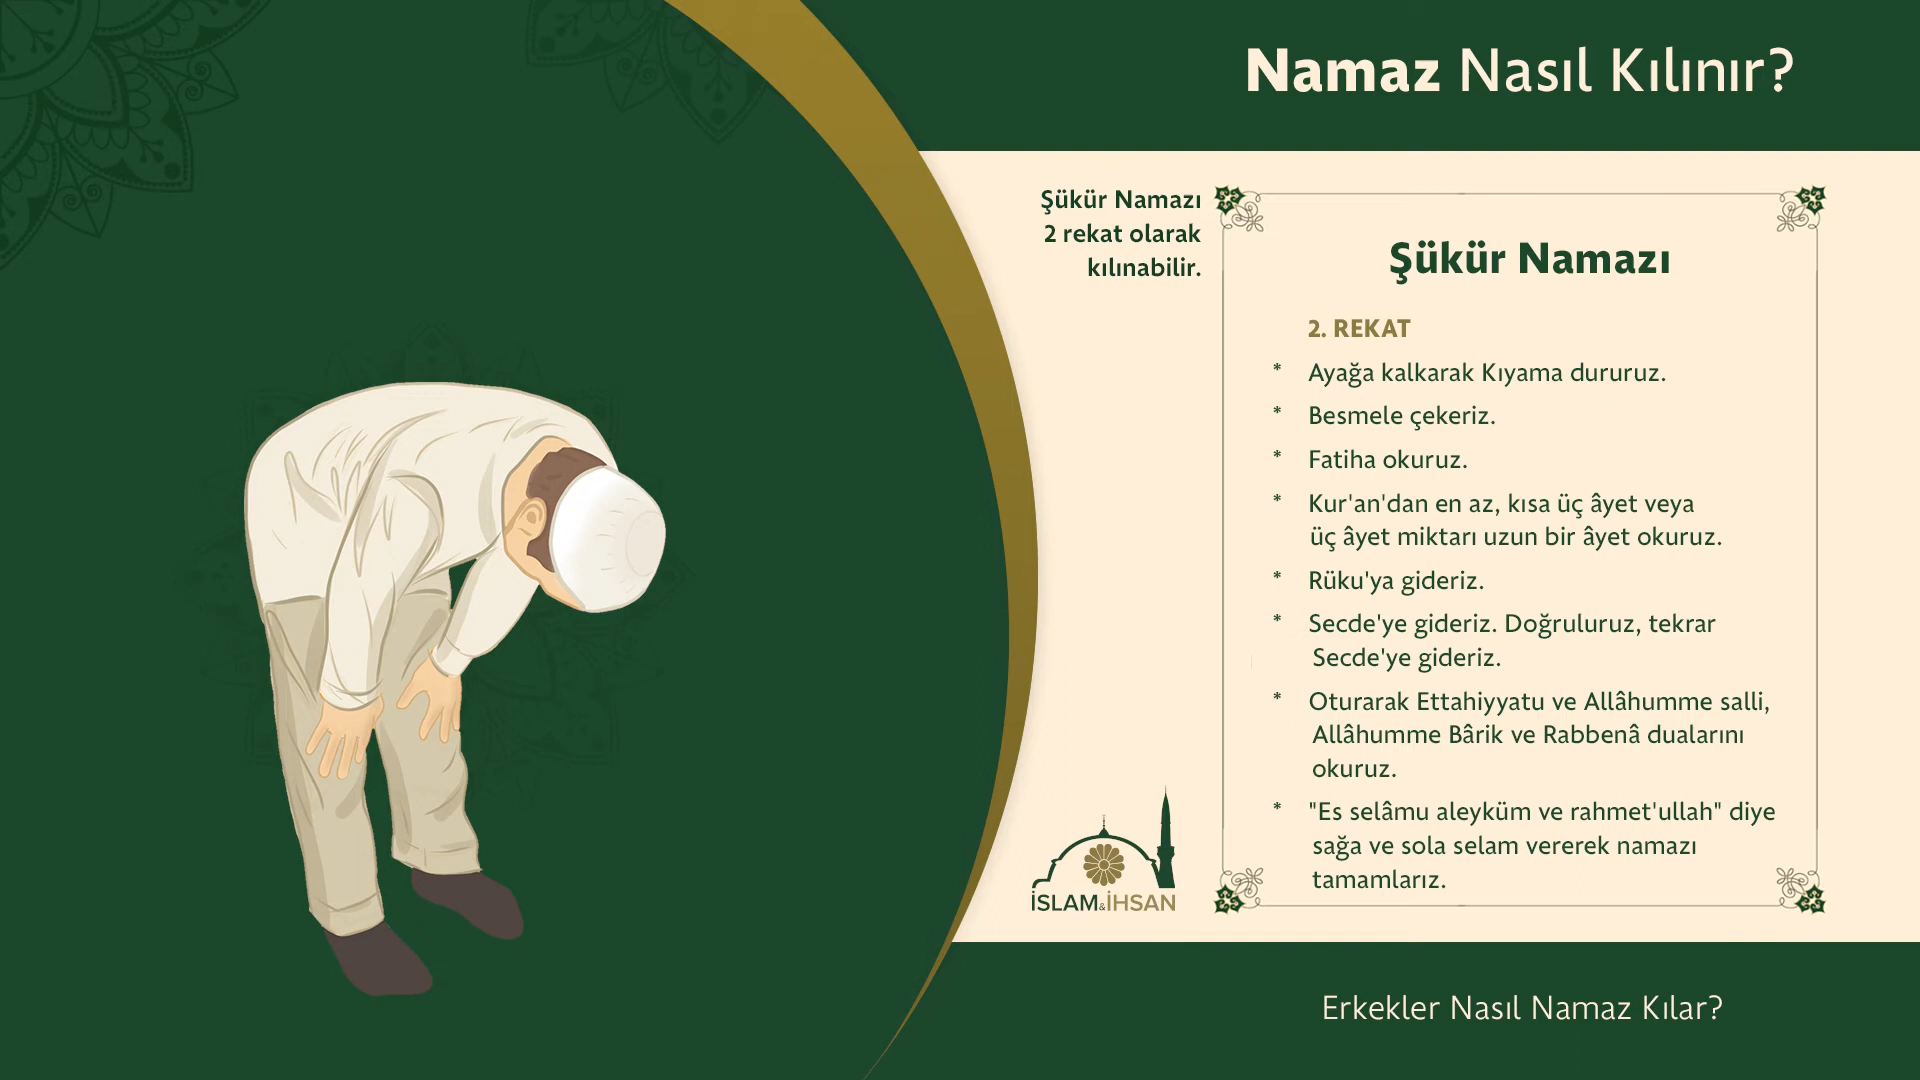 Namaz Nasıl Kılınır?
Şükür Namazı
2 rekat olarak
kılınabilir.
Şükür Namazı
2. REKAT
* Ayağa kalkarak Kıyama dururuz.
* Besmele çekeriz.
* Fatiha okuruz.
* Kur'an'dan en az, kısa üç âyet veya
üç âyet miktarı uzun bir âyet okuruz.
* Rüku'ya gideriz.
* Secde'ye gideriz. Doğruluruz, tekrar
Secde'ye gideriz.
* Oturarak Ettahiyyatu ve Allâhumme salli,
Allâhumme Bârik ve Rabbenâ dualarını
okuruz.
* "Es selâmu aleyküm ve rahmet'ullah" diye
sağa ve sola selam vererek namazı
tamamlarız.
İSLAM&İHSAN
Erkekler Nasıl Namaz Kılar?